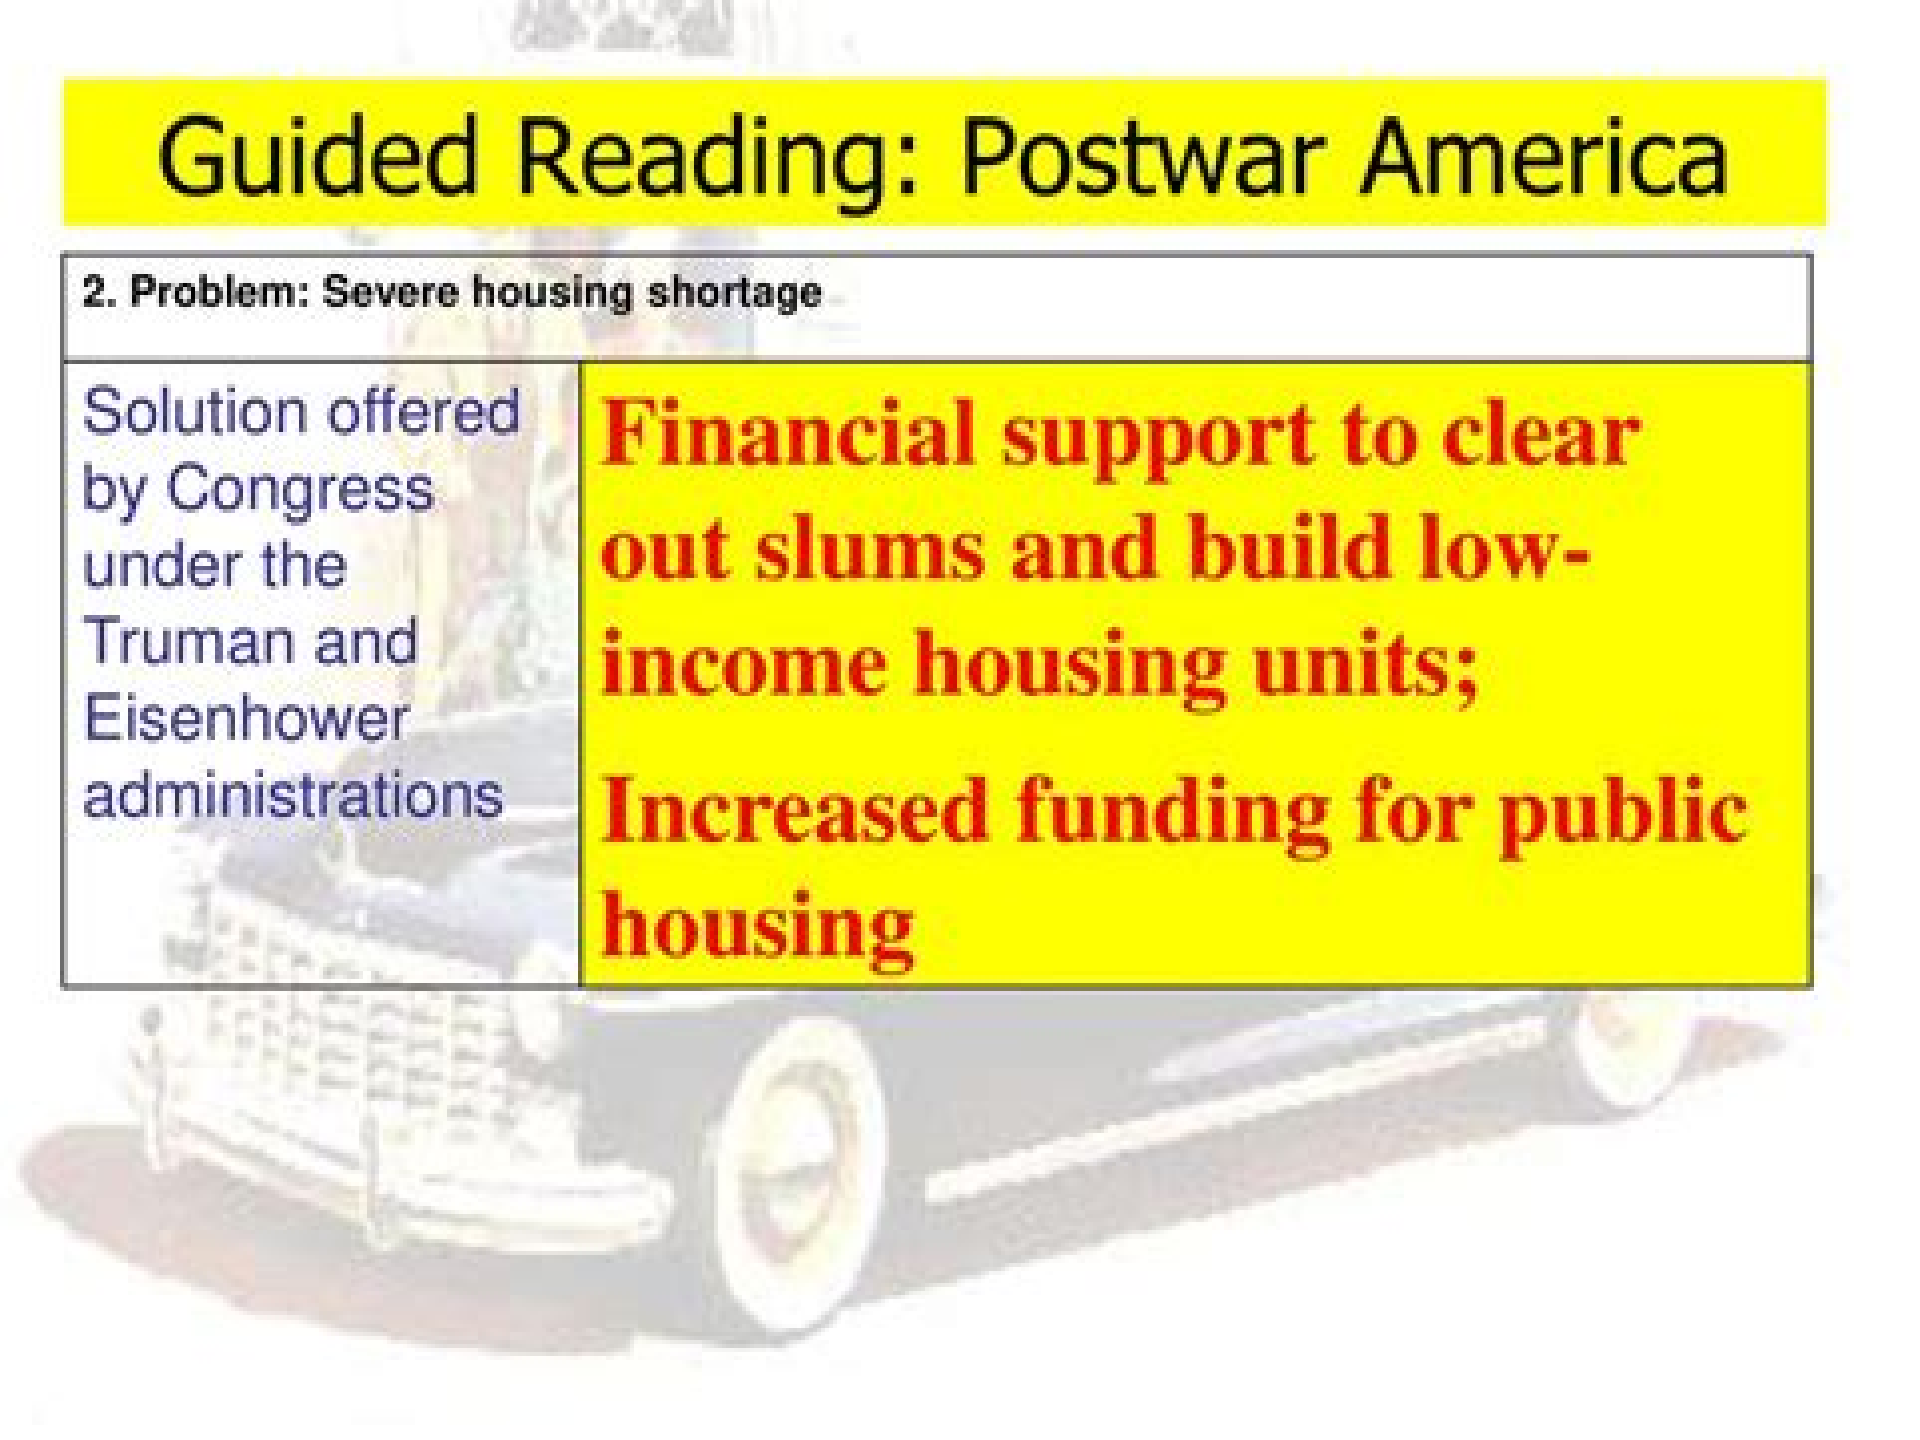 Guided Reading: Postwar America
2. Problem: Severe housing shortage
Solution offered
by Congress
under the
Truman and
Eisenhower
administrations
Financial support to clear
out slums and build low-
income housing units;
Increased funding for public
housing